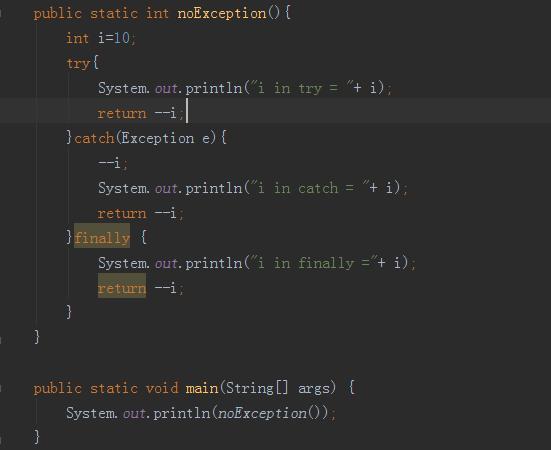 public static int noException(){
int i=10;
try{
System.out.println("i in try = "+ i);
return --i;
}catch(Exception e){
--i;
System.out.println("i in catch = "+ i);
return --i;
}finally {
System.out.println("i in finally ="+ i);
return --i;
}
}
public static void main(String[] args) {
System.out.println(noException());
}